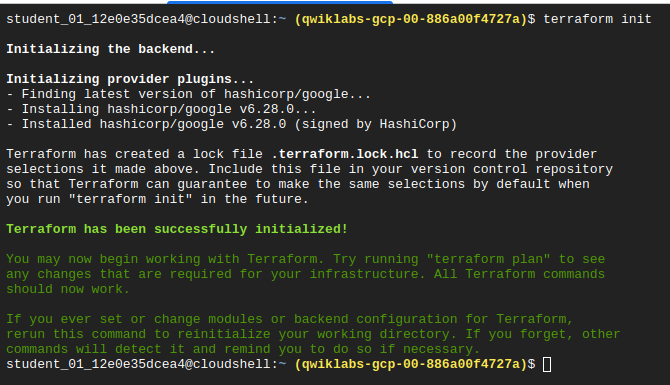 student_01_12e0e35dcea4@cloudshell:~ (qwiklabs-gcp-00-886a00f4727a)$ terraform init
Initializing the backend...
Initializing provider plugins...
- Finding latest version of hashicorp/google...
- Installing hashicorp/google v6.28.0...
- Installed hashicorp/google v6.28.0 (signed by HashiCorp)
Terraform has created a lock file .terraform.lock.hcl to record the provider
selections it made above. Include this file in your version control repository
so that Terraform can guarantee to make the same selections by default when
you run "terraform init" in the future.
Terraform has been successfully initialized!
You may now begin working with Terraform. Try running "terraform plan" to see
any changes that are required for your infrastructure. All Terraform commands
should now work.
If you ever set or change modules or backend configuration for Terraform,
rerun this command to reinitialize your working directory. If you forget, other
commands will detect it and remind you to do so if necessary.
student_01_12e0e35dcea4@cloudshell:~ (qwiklabs-gcp-00-886a00f4727a)$